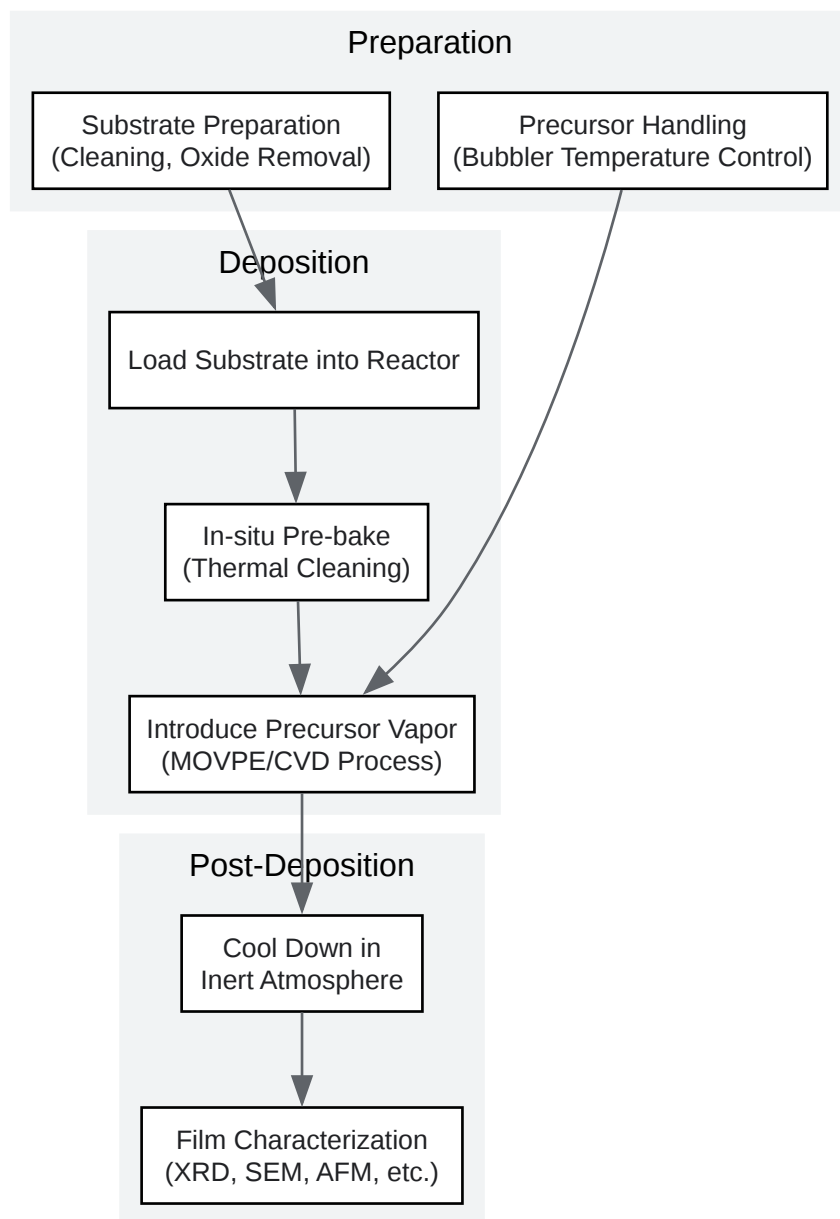 Preparation
Substrate Preparation
(Cleaning, Oxide Removal)
Precursor Handling
(Bubbler Temperature Control)
Deposition
Load Substrate into Reactor
In-situ Pre-bake
(Thermal Cleaning)
Introduce Precursor Vapor
(MOVPE/CVD Process)
Post-Deposition
Cool Down in
Inert Atmosphere
Film Characterization
(XRD, SEM, AFM, etc.)